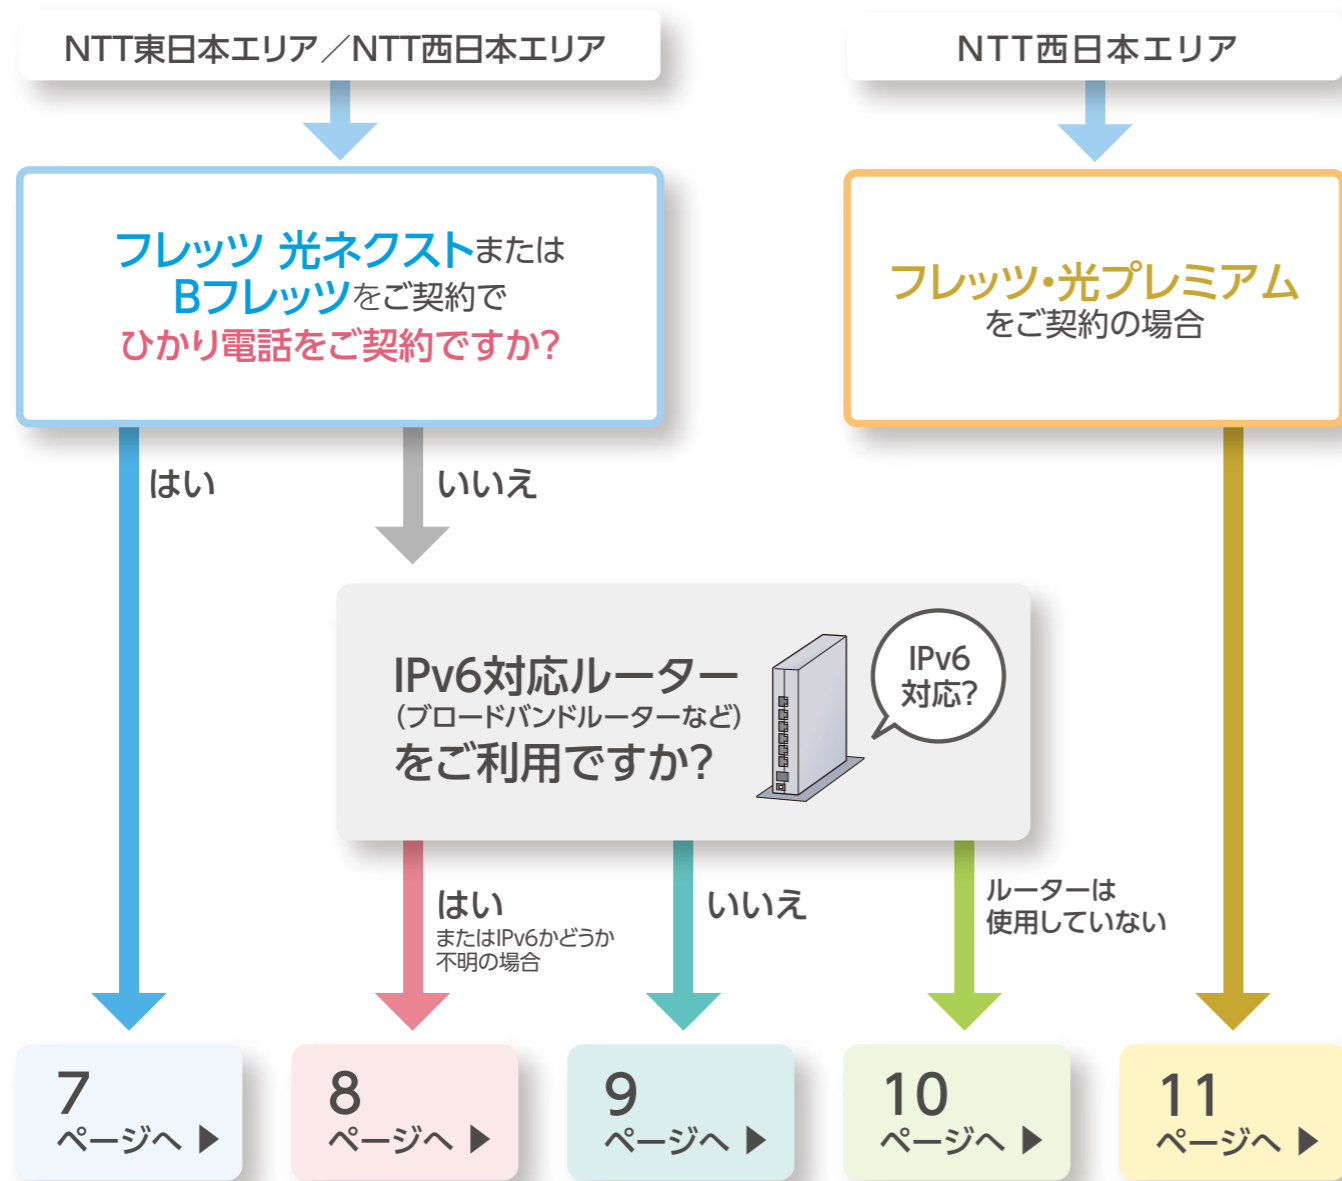 NTT東日本エリア／NTT西日本エリア
NTT西日本エリア
フレッツ 光ネクストまたは
Bフレッツをご契約で
ひかり電話をご契約ですか？
フレッツ・光プレミアム
をご契約の場合
はい
いいえ
IPv6対応ルーター
（ブロードバンドルーターなど）
をご利用ですか？
IPv6
対応？
はい
またはIPv6かどうか
不明の場合
いいえ
ルーターは
使用していない
7
ページへ ▶
8
ページへ ▶
9
ページへ ▶
10
ページへ ▶
11
ページへ ▶